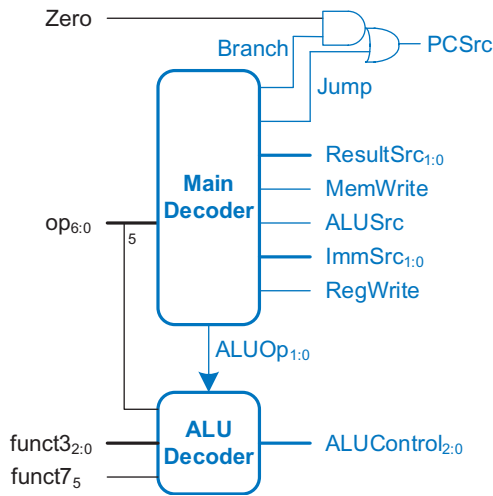 Zero
Branch
PCSrc
Jump
ResultSrc1:0
Main
Decoder
MemWrite
op6:0
5
ALUSrc
ImmSrc1:0
RegWrite
ALUOp1:0
ALU
Decoder
funct32:0
ALUControl2:0
funct75